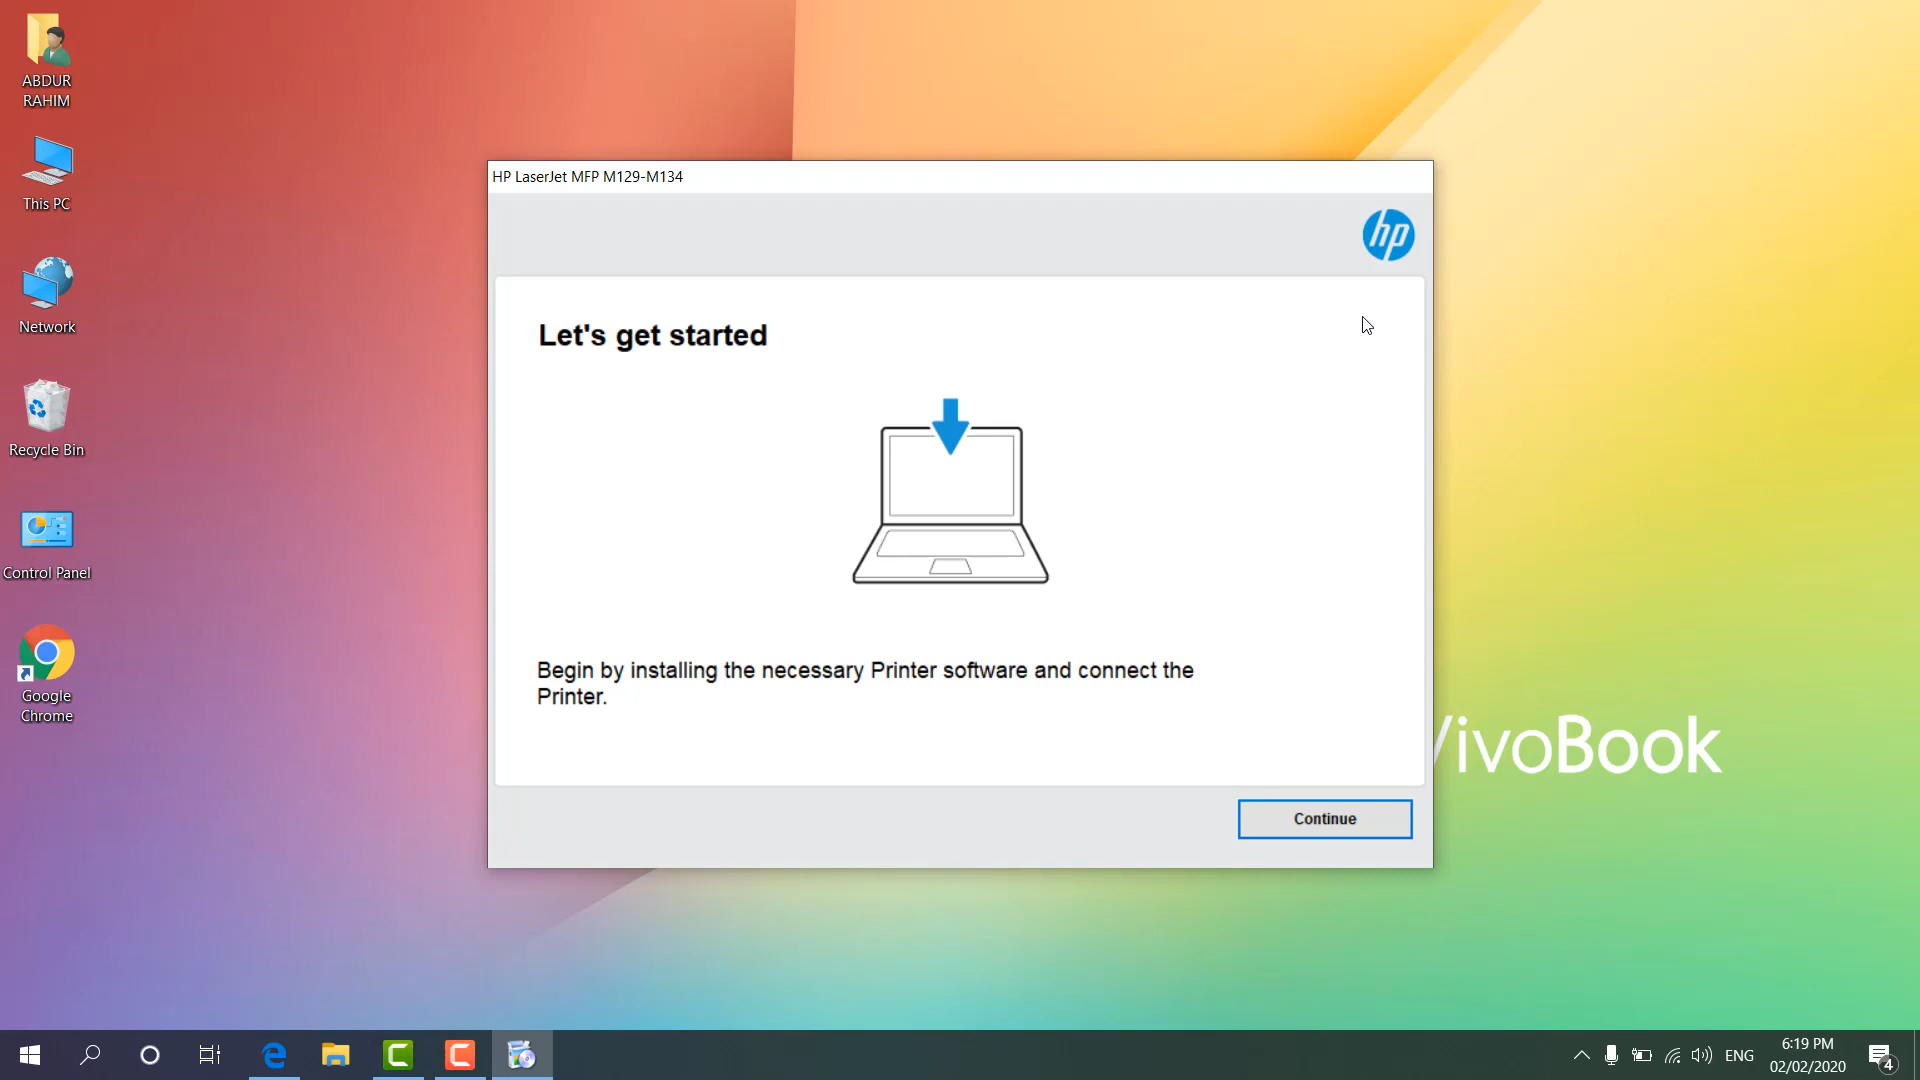 ABDUR
RAHIM
This PC
Network
Recycle Bin
Control Panel
Google
Chrome
HP LaserJet MFP M129-M134
hp
Let's get started
Begin by installing the necessary Printer software and connect the
Printer.
Continue
VivoBook
ENG
6:19 PM
02/02/2020
4